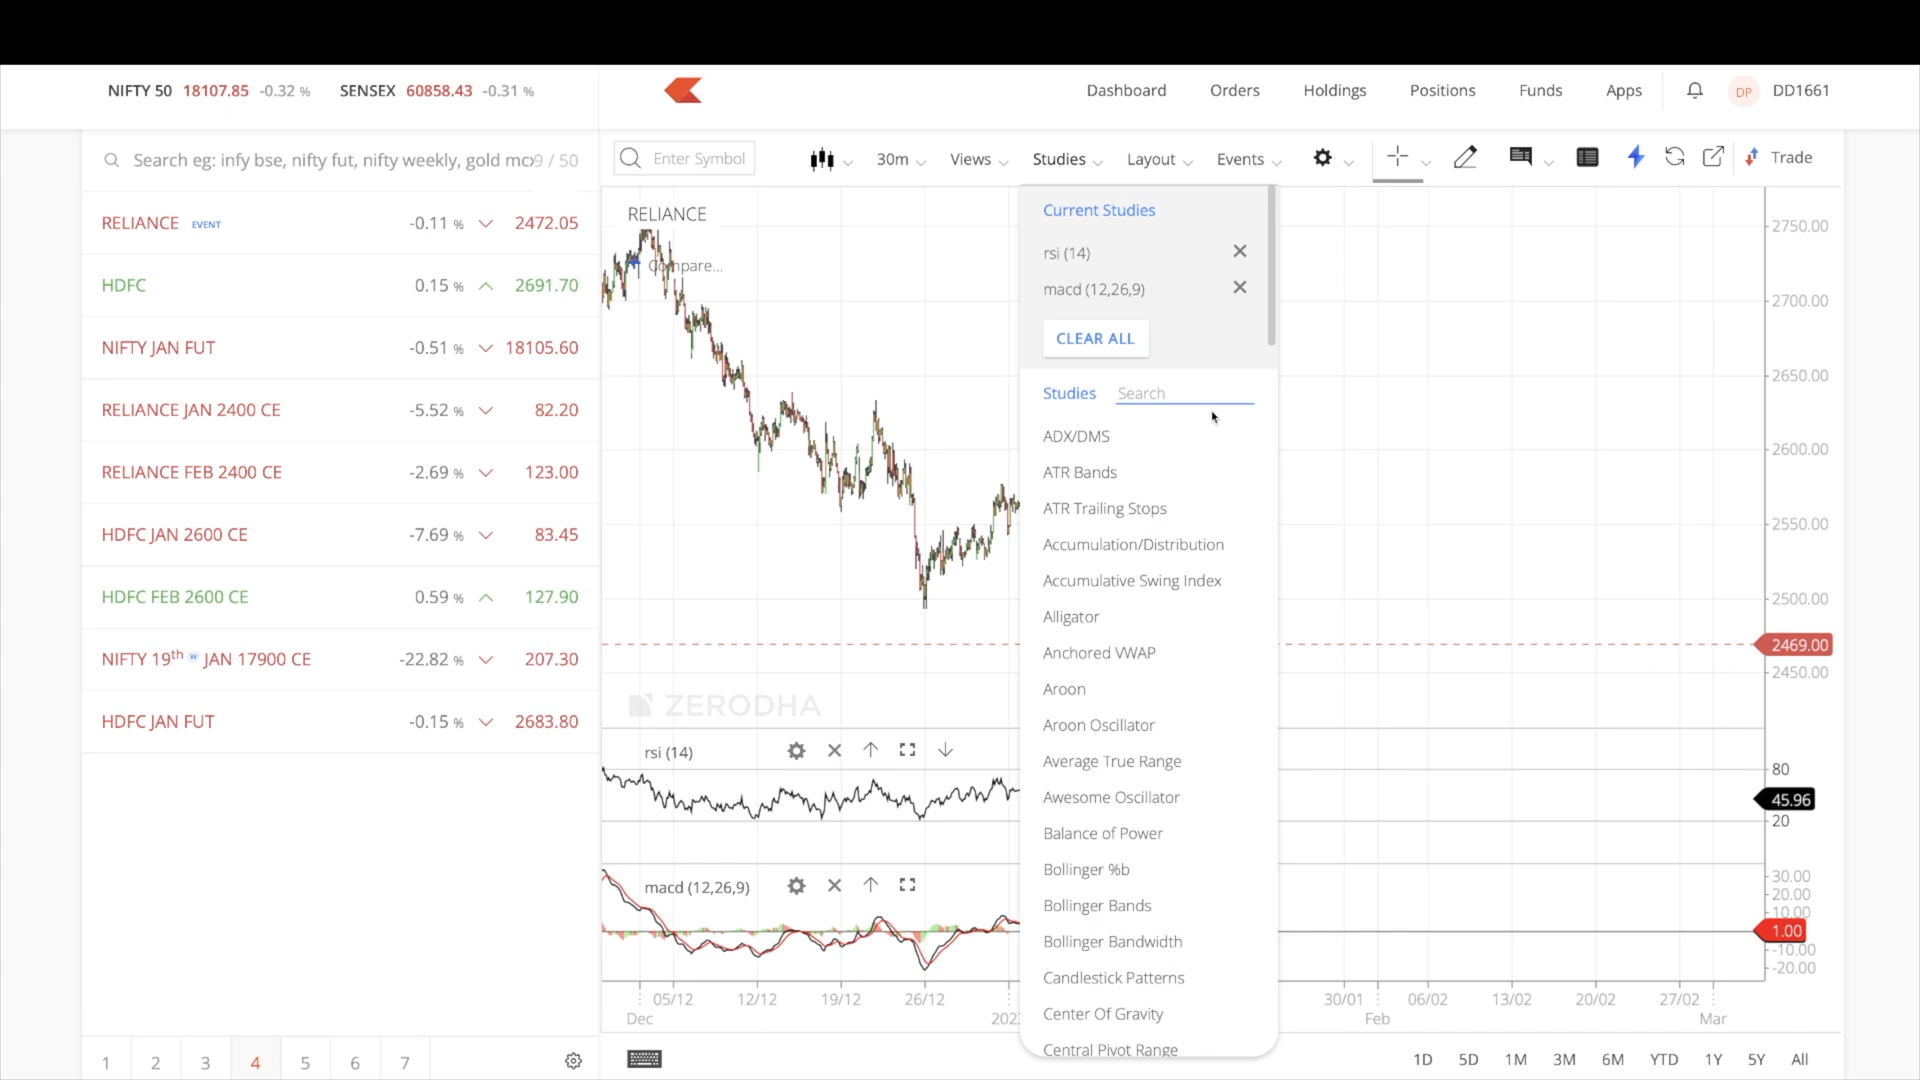 NIFTY 50 18107.85 -0.32 % SENSEX 60858.43 -0.31 %
Dashboard Orders Holdings Positions Funds Apps DP DD1661
Search eg: infy bse, nifty fut, nifty weekly, gold mcx 9 / 50
Enter Symbol 30m Views Studies Layout Events Trade
RELIANCE EVENT -0.11 % 2472.05
HDFC 0.15 % 2691.70
NIFTY JAN FUT -0.51 % 18105.60
RELIANCE JAN 2400 CE -5.52 % 82.20
RELIANCE FEB 2400 CE -2.69 % 123.00
HDFC JAN 2600 CE -7.69 % 83.45
HDFC FEB 2600 CE 0.59 % 127.90
NIFTY 19th w JAN 17900 CE -22.82 % 207.30
HDFC JAN FUT -0.15 % 2683.80
1 2 3 4 5 6 7
RELIANCE
Compare...
ZERODHA
rsi (14)
macd (12,26,9)
Current Studies
rsi (14)
macd (12,26,9)
CLEAR ALL
Studies Search
ADX/DMS
ATR Bands
ATR Trailing Stops
Accumulation/Distribution
Accumulative Swing Index
Alligator
Anchored VWAP
Aroon
Aroon Oscillator
Average True Range
Awesome Oscillator
Balance of Power
Bollinger %b
Bollinger Bands
Bollinger Bandwidth
Candlestick Patterns
Center Of Gravity
Central Pivot Range
2750.00
2700.00
2650.00
2600.00
2550.00
2500.00
2469.00
2450.00
80
45.96
20
30.00
20.00
10.00
1.00
-10.00
-20.00
05/12 12/12 19/12 26/12 30/01 06/02 13/02 20/02 27/02
Dec 202 Feb Mar
1D 5D 1M 3M 6M YTD 1Y 5Y All